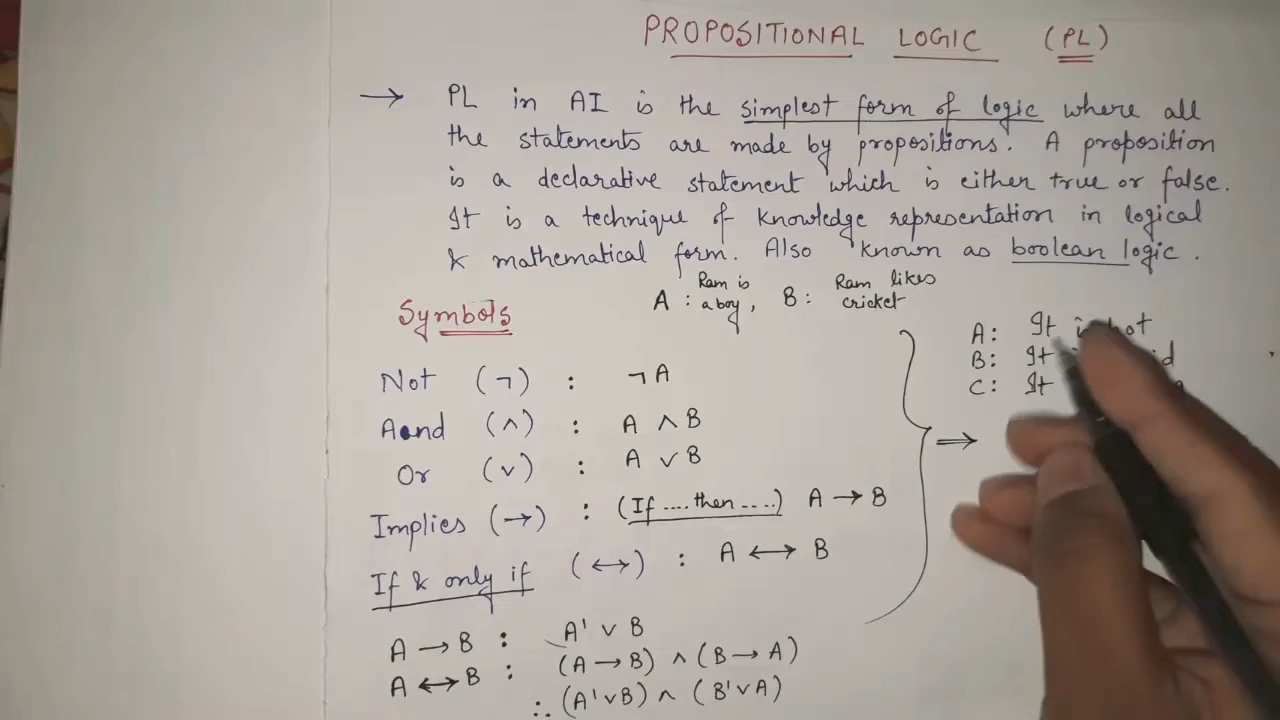 PROPOSITIONAL LOGIC (PL)
→ PL in AI is the simplest form of logic where all
the statements are made by propositions. A proposition
is a declarative statement which is either true or false.
It is a technique of knowledge representation in logical
& mathematical form. Also known as boolean logic.
A : Ram is a boy, B : Ram likes cricket
Symbols
Not (¬) : ¬A
And (∧) : A ∧ B
Or (∨) : A ∨ B
Implies (→) : (If ....then ....) A → B
If & only if (↔) : A ↔ B
A → B : A' ∨ B
A ↔ B : (A → B) ∧ (B → A)
∴ (A' ∨ B) ∧ (B' ∨ A)
⇒
A: It is hot
B: It
C: It